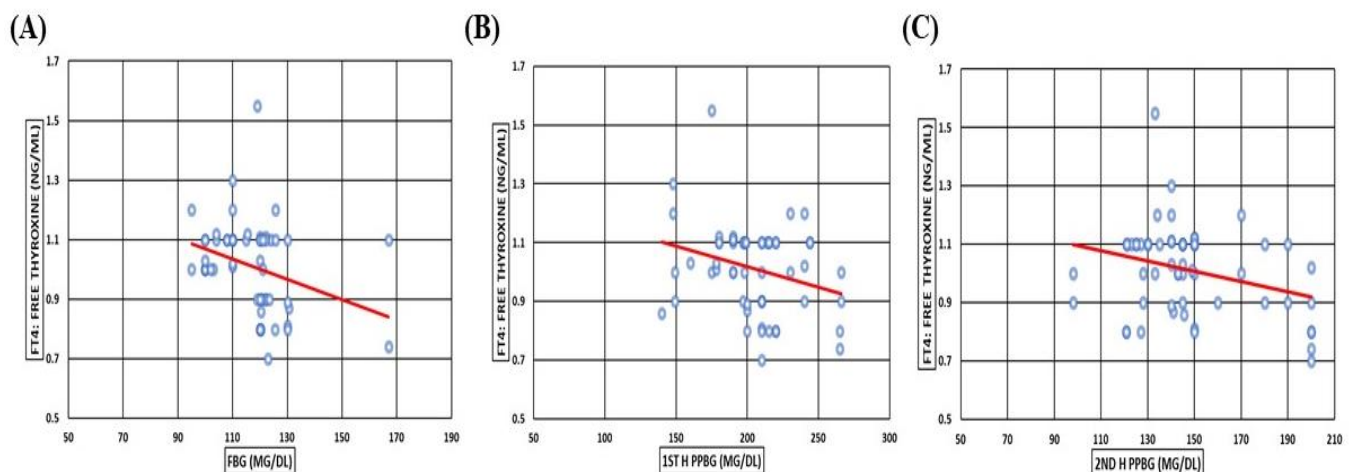 (A)
FT4: FREE THYROXINE (NG/ML)
1.7
1.5
1.3
1.1
0.9
0.7
0.5
50 70 90 110 130 150 170 190
FBG (MG/DL)
(B)
FT4: FREE THYROXINE (NG/ML)
1.7
1.5
1.3
1.1
0.9
0.7
0.5
50 100 150 200 250 300
1ST H PPBG (MG/DL)
(C)
FT4: FREE THYROXINE (NG/ML)
1.7
1.5
1.3
1.1
0.9
0.7
0.5
50 70 90 110 130 150 170 190 210
2ND H PPBG (MG/DL)